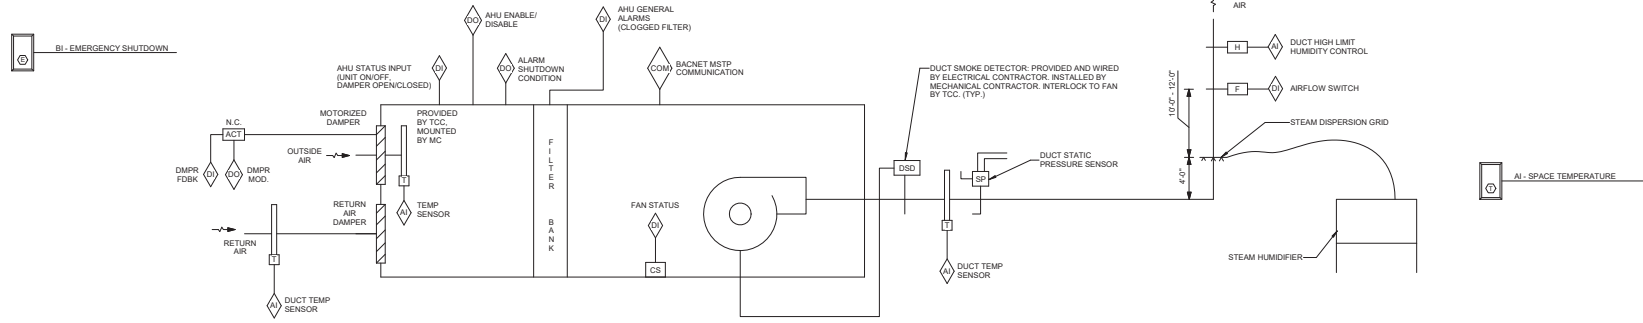 AIR
DO
AHU ENABLE/
DISABLE
DI
AHU GENERAL
ALARMS
(CLOGGED FILTER)
H
AI
DUCT HIGH LIMIT
HUMIDITY CONTROL
E
BI - EMERGENCY SHUTDOWN
AHU STATUS INPUT
(UNIT ON/OFF,
DAMPER OPEN/CLOSED)
DI
DO
ALARM
SHUTDOWN
CONDITION
COM
BACNET MSTP
COMMUNICATION
DUCT SMOKE DETECTOR: PROVIDED AND WIRED
BY ELECTRICAL CONTRACTOR. INSTALLED BY
MECHANICAL CONTRACTOR. INTERLOCK TO FAN
BY TCC. (TYP.)
10'-0" - 12'-0"
F
DI
AIRFLOW SWITCH
N.C.
ACT
MOTORIZED
DAMPER
PROVIDED
BY TCC,
MOUNTED
BY MC
STEAM DISPERSION GRID
OUTSIDE
AIR
DMPR
FDBK
DI
DO
DMPR
MOD.
T
AI
TEMP
SENSOR
FILTER BANK
DSD
SP
DUCT STATIC
PRESSURE SENSOR
4'-0"
T
AI - SPACE TEMPERATURE
RETURN
AIR
DAMPER
FAN STATUS
DI
CS
RETURN
AIR
T
AI
DUCT TEMP
SENSOR
T
AI
DUCT TEMP
SENSOR
STEAM HUMIDIFIER